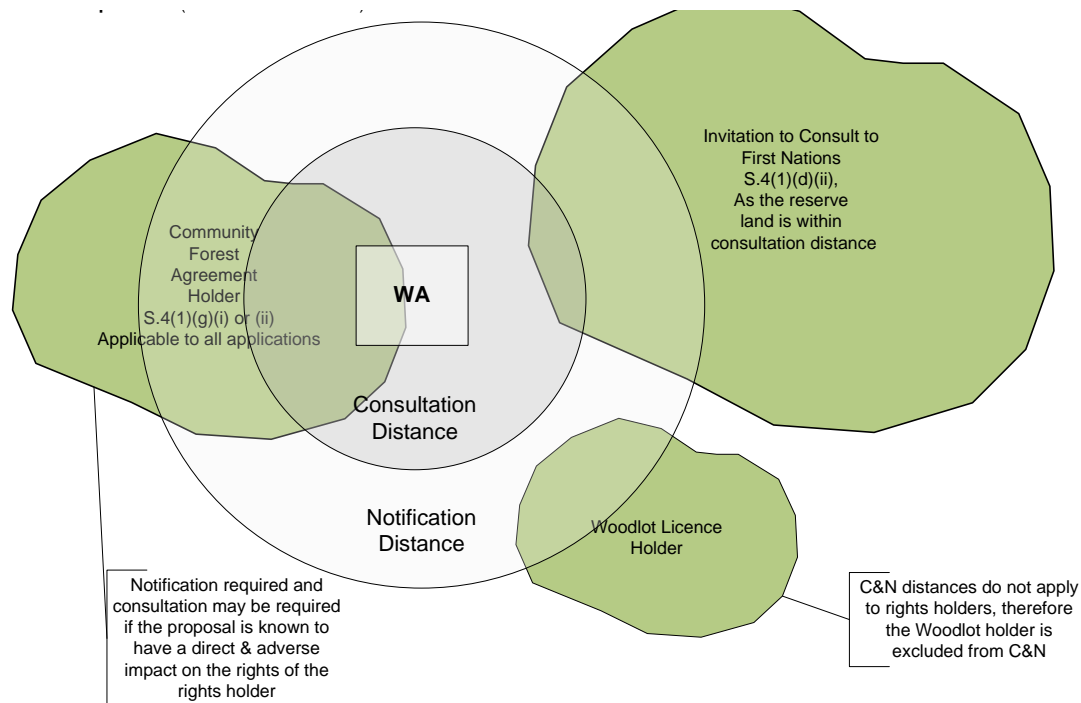 Invitation to Consult to
First Nations
S.4(1)(d)(ii),
As the reserve
land is within
consultation distance
Community
Forest
Agreement
Holder
S.4(1)(g)(i) or (ii)
Applicable to all applications
WA
Consultation
Distance
Notification
Distance
Woodlot Licence
Holder
Notification required and
consultation may be required
if the proposal is known to
have a direct & adverse
impact on the rights of the
rights holder
C&N distances do not apply
to rights holders, therefore
the Woodlot holder is
excluded from C&N